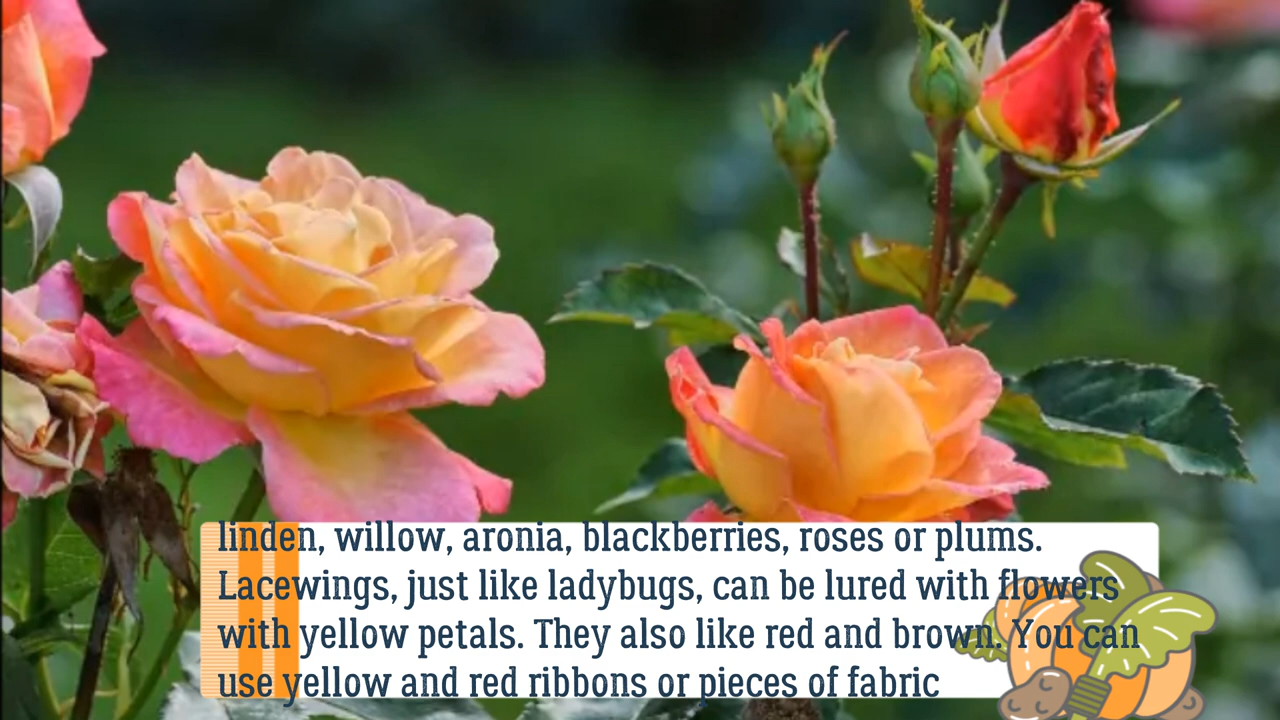 linden, willow, aronia, blackberries, roses or plums.
Lacewings, just like ladybugs, can be lured with flowers
with yellow petals. They also like red and brown. You can
use yellow and red ribbons or pieces of fabric